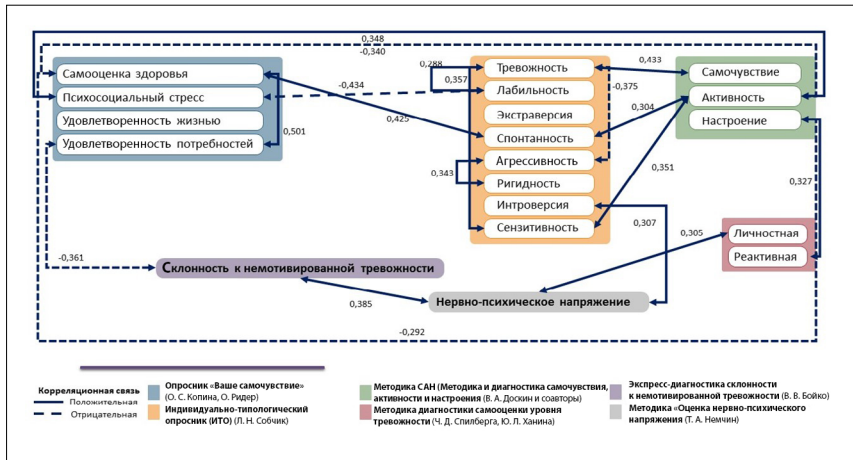 0,348
-0,340
Самооценка здоровья
Психосоциальный стресс
Удовлетворенность жизнью
Удовлетворенность потребностей
0,501
-0,434
0,425
0,288
0,357
0,343
Тревожность
Лабильность
Экстраверсия
Спонтанность
Агрессивность
Ригидность
Интроверсия
Сензитивность
0,433
-0,375
0,304
0,351
0,307
Самочувствие
Активность
Настроение
0,327
0,305
Личностная
Реактивная
-0,361
Склонность к немотивированной тревожности
0,385
Нервно-психическое напряжение
-0,292
Корреляционная связь
Положительная
Отрицательная
Опросник «Ваше самочувствие»
(О. С. Копина, О. Ридер)
Индивидуально-типологический
опросник (ИТО) (Л. Н. Собчик)
Методика САН (Методика и диагностика самочувствия,
активности и настроения (В. А. Доскин и соавторы)
Методика диагностики самооценки уровня
тревожности (Ч. Д. Спилберга, Ю. Л. Ханина)
Экспресс-диагностика склонности
к немотивированной тревожности (В. В. Бойко)
Методика «Оценка нервно-психического
напряжения (Т. А. Немчин)